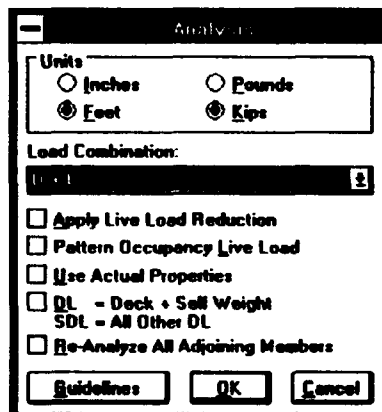 Analysis
Units
Inches Pounds
Feet Kips
Load Combination:
Apply Live Load Reduction
Pattern Occupancy Live Load
Use Actual Properties
DL = Deck + Self Weight
SDL = All Other DL
Re-Analyze All Adjoining Members
Guidelines OK Cancel